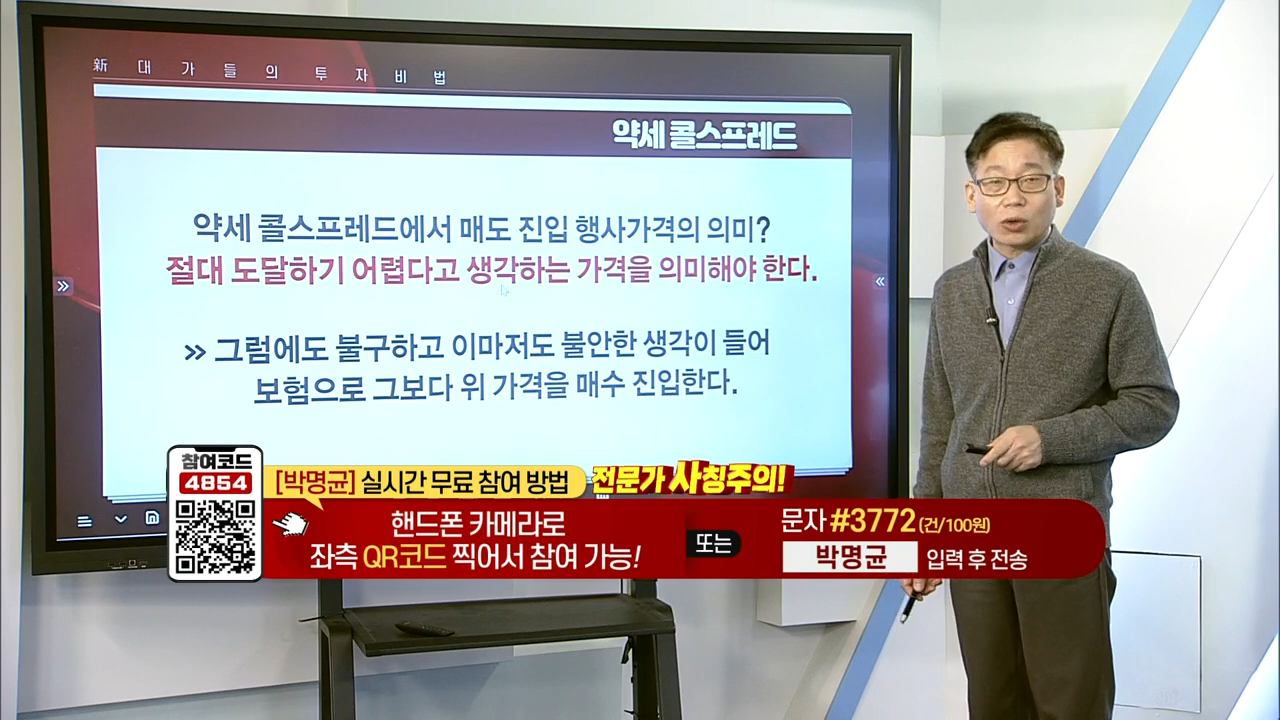 新 대 가 들 의 투 자 비 법
약세 콜스프레드
약세 콜스프레드에서 매도 진입 행사가격의 의미?
절대 도달하기 어렵다고 생각하는 가격을 의미해야 한다.
» 그럼에도 불구하고 이마저도 불안한 생각이 들어
보험으로 그보다 위 가격을 매수 진입한다.
참여코드
4854
[박명균] 실시간 무료 참여 방법
전문가 사칭주의!
핸드폰 카메라로
좌측 QR코드 찍어서 참여 가능!
또는
문자 #3772 (건/100원)
박명균 입력 후 전송